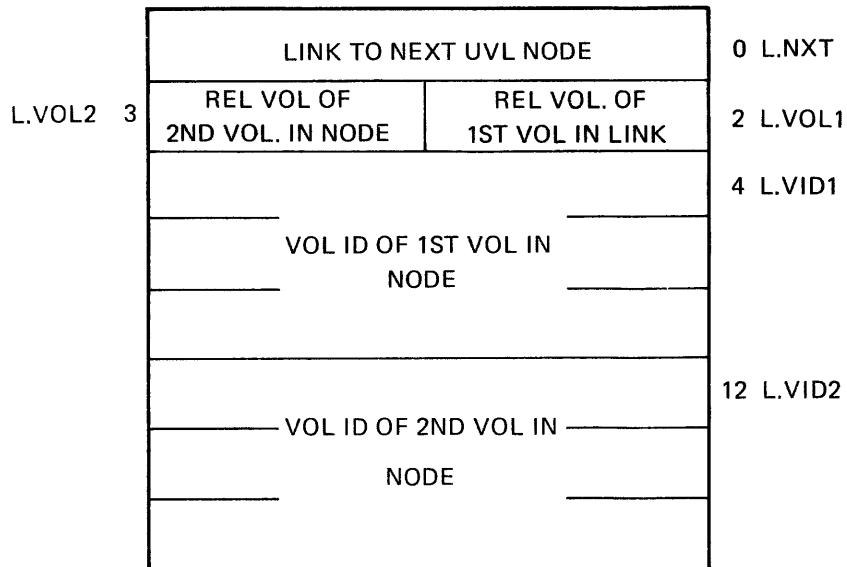 LINK TO NEXT UVL NODE 0 L.NXT
L.VOL2 3 REL VOL OF REL VOL. OF 2 L.VOL1
2ND VOL. IN NODE 1ST VOL IN LINK
4 L.VID1
VOL ID OF 1ST VOL IN
NODE
12 L.VID2
VOL ID OF 2ND VOL IN
NODE